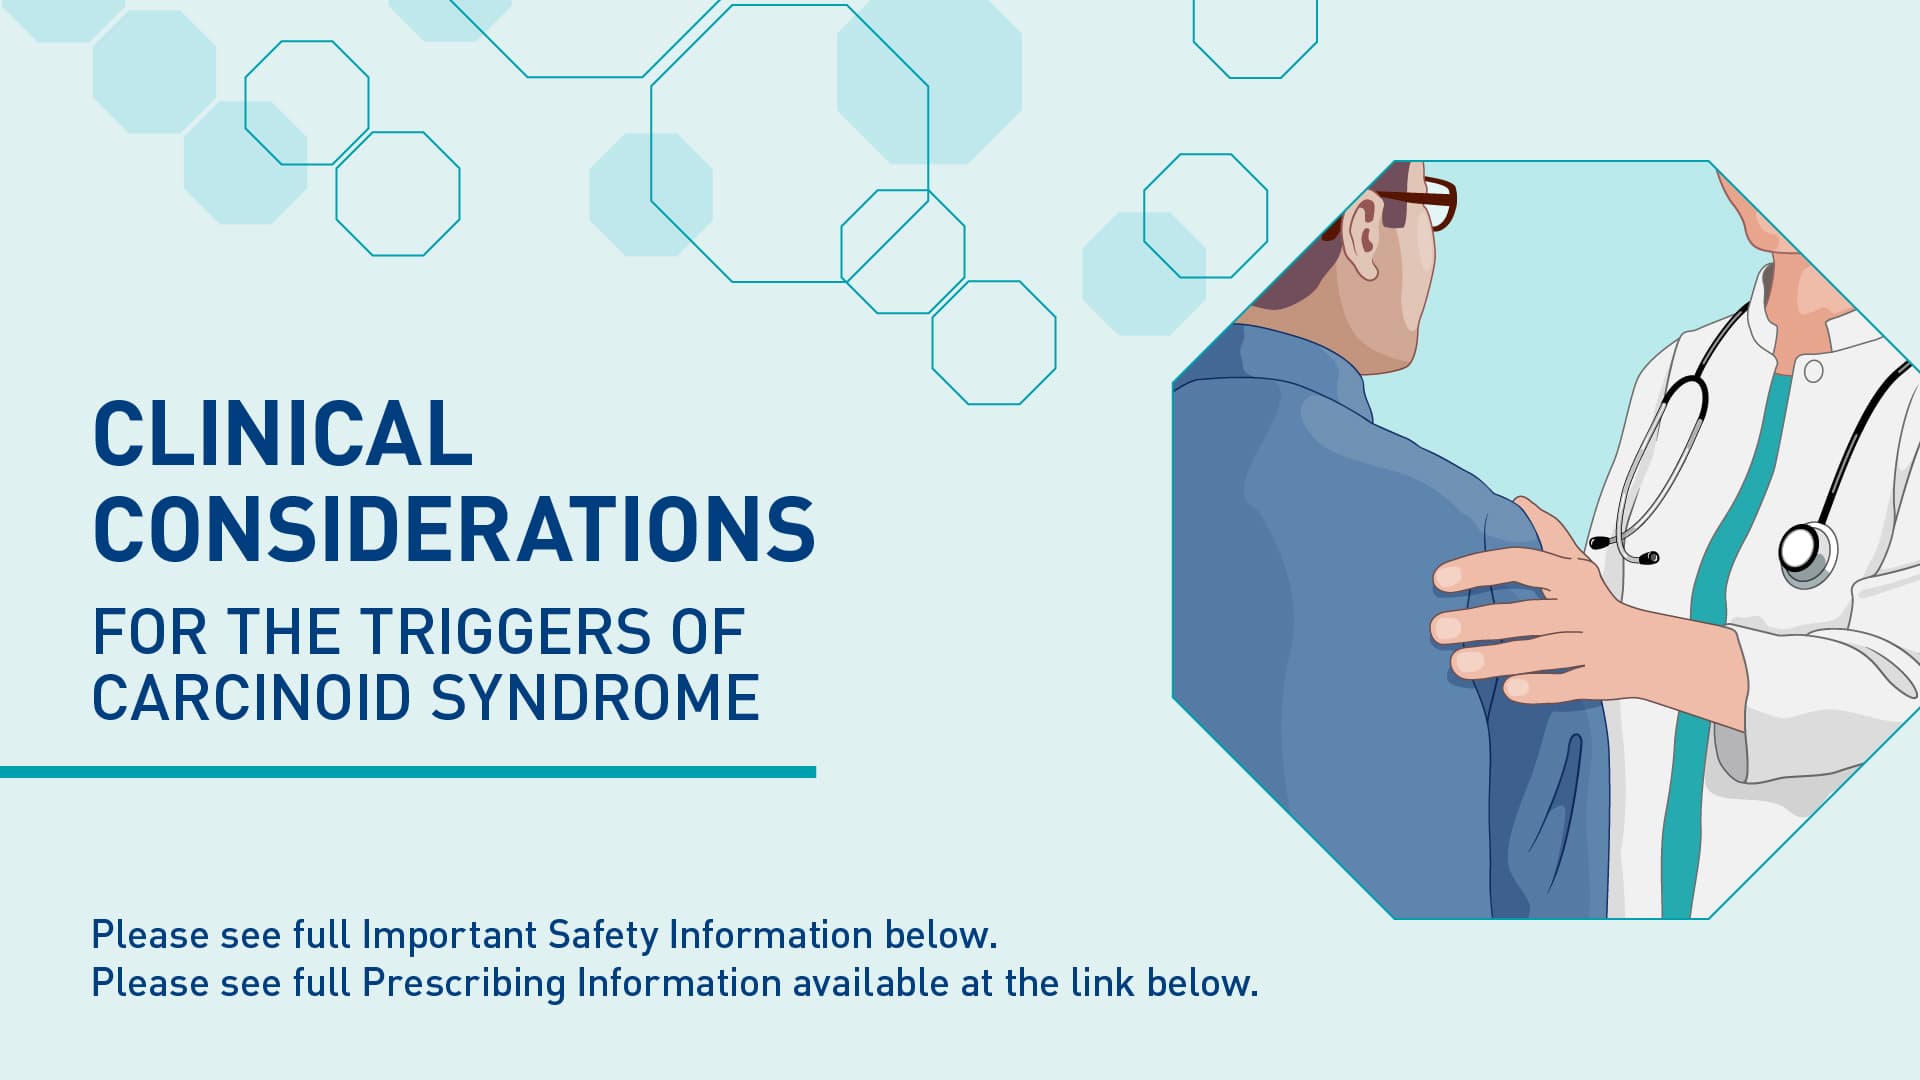 CLINICAL
CONSIDERATIONS
FOR THE TRIGGERS OF
CARCINOID SYNDROME
Please see full Important Safety Information below.
Please see full Prescribing Information available at the link below.